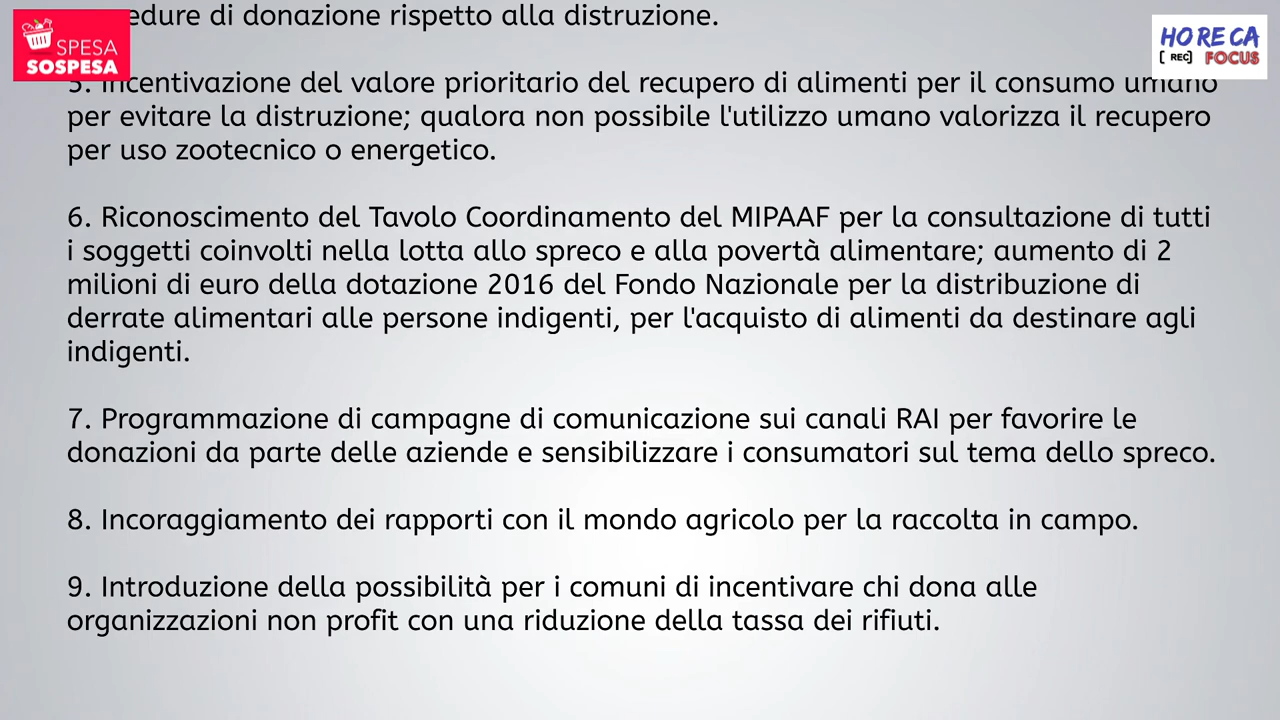 edure di donazione rispetto alla distruzione.
SPESA
SOSPESA
HORECA
[REC] FOCUS
5. Incentivazione del valore prioritario del recupero di alimenti per il consumo umano
per evitare la distruzione; qualora non possibile l'utilizzo umano valorizza il recupero
per uso zootecnico o energetico.
6. Riconoscimento del Tavolo Coordinamento del MIPAAF per la consultazione di tutti
i soggetti coinvolti nella lotta allo spreco e alla povertà alimentare; aumento di 2
milioni di euro della dotazione 2016 del Fondo Nazionale per la distribuzione di
derrate alimentari alle persone indigenti, per l'acquisto di alimenti da destinare agli
indigenti.
7. Programmazione di campagne di comunicazione sui canali RAI per favorire le
donazioni da parte delle aziende e sensibilizzare i consumatori sul tema dello spreco.
8. Incoraggiamento dei rapporti con il mondo agricolo per la raccolta in campo.
9. Introduzione della possibilità per i comuni di incentivare chi dona alle
organizzazioni non profit con una riduzione della tassa dei rifiuti.